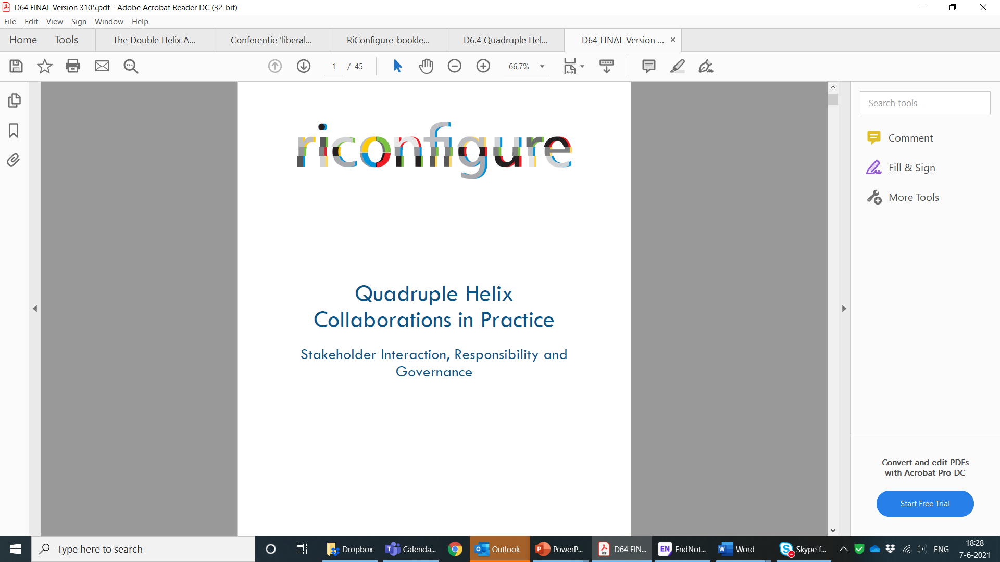 D64 FINAL Version 3105.pdf - Adobe Acrobat Reader DC (32-bit)
File Edit View Sign Window Help
Home Tools The Double Helix A... Conferentie 'liberal... RiConfigure-bookle... D6.4 Quadruple Hel... D64 FINAL Version ...
1 / 45 66,7%
Search tools
Comment
Fill & Sign
More Tools
riconfigure
Quadruple Helix
Collaborations in Practice
Stakeholder Interaction, Responsibility and
Governance
Convert and edit PDFs
with Acrobat Pro DC
Start Free Trial
Type here to search Dropbox Calenda... Outlook PowerP... D64 FIN... EN EndNot... Word Skype f... ENG 18:28
7-6-2021